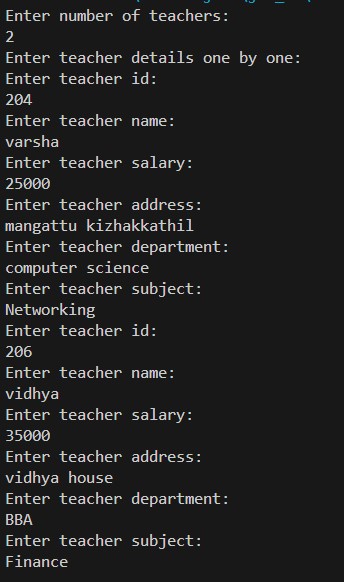 Enter number of teachers:
2
Enter teacher details one by one:
Enter teacher id:
204
Enter teacher name:
varsha
Enter teacher salary:
25000
Enter teacher address:
mangattu kizhakkathil
Enter teacher department:
computer science
Enter teacher subject:
Networking
Enter teacher id:
206
Enter teacher name:
vidhya
Enter teacher salary:
35000
Enter teacher address:
vidhya house
Enter teacher department:
BBA
Enter teacher subject:
Finance